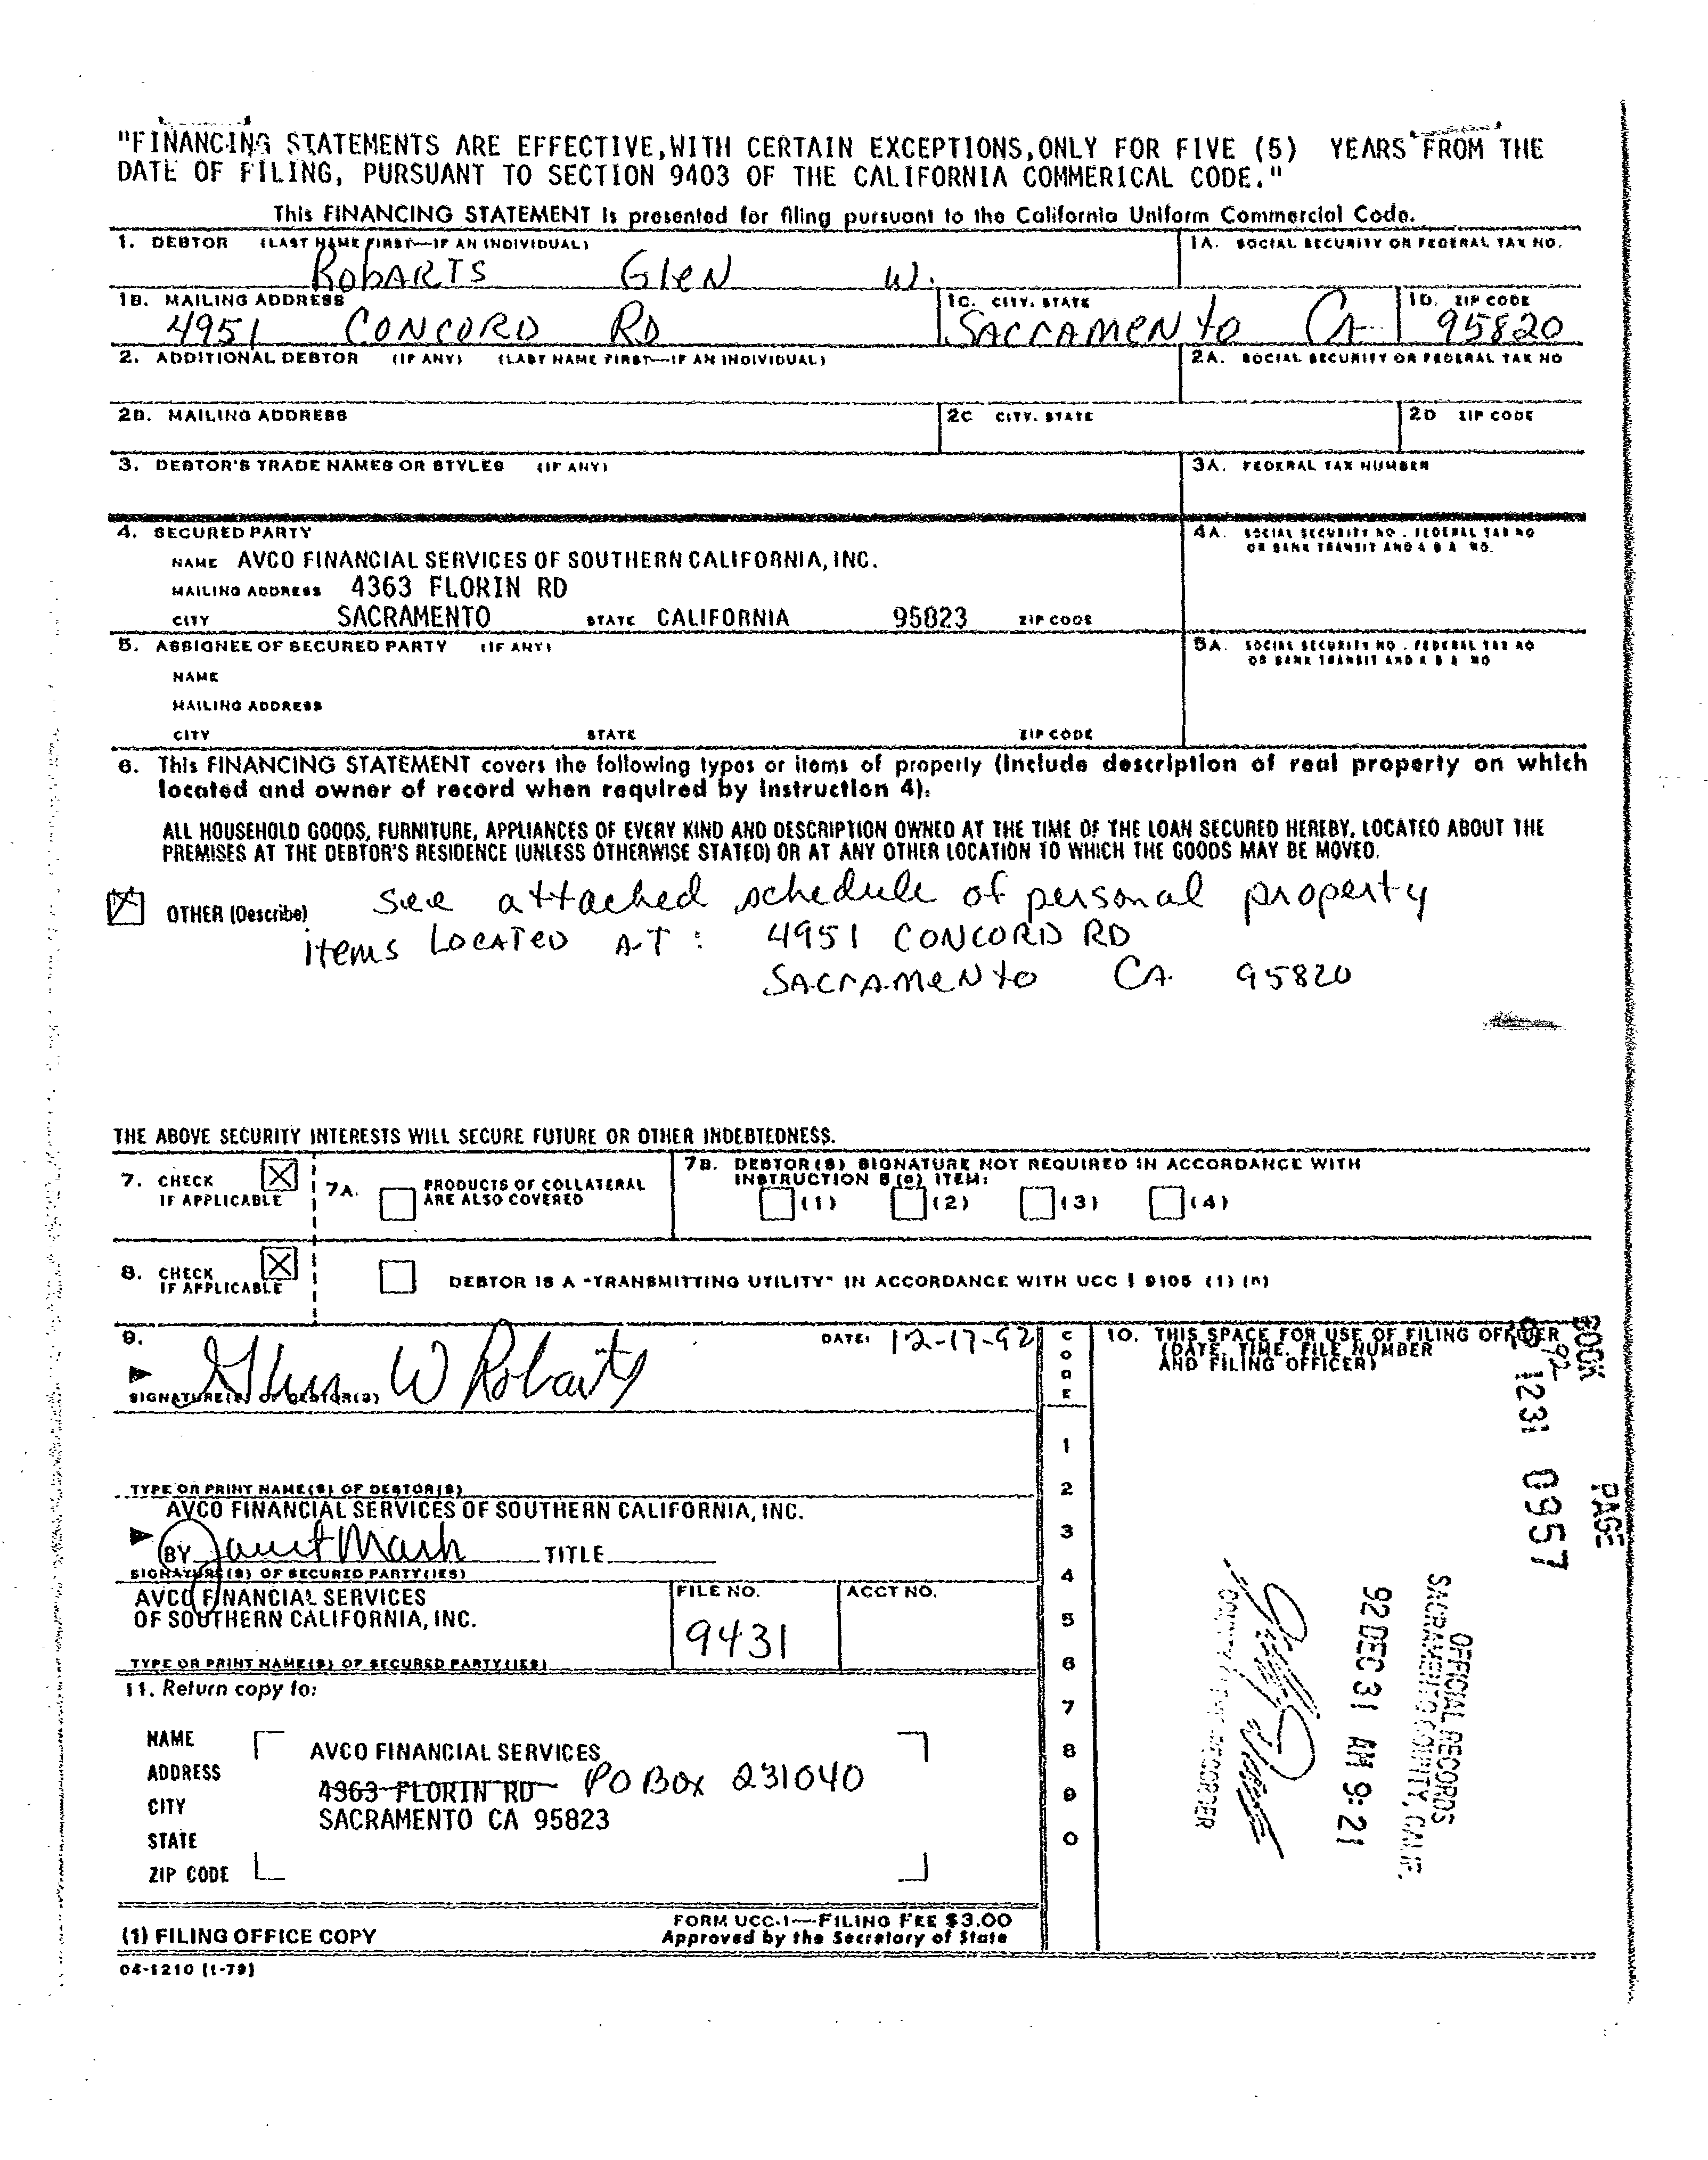 "FINANCING STATEMENTS ARE EFFECTIVE,WITH CERTAIN EXCEPTIONS,ONLY FOR FIVE (5) YEARS FROM THE
DATE OF FILING, PURSUANT TO SECTION 9403 OF THE CALIFORNIA COMMERICAL CODE."
This FINANCING STATEMENT is presented for filing pursuant to the California Uniform Commercial Code.
1. DEBTOR (LAST NAME FIRST—IF AN INDIVIDUAL) 1A. SOCIAL SECURITY OR FEDERAL TAX NO.
RobARTS GleN W.
1B. MAILING ADDRESS 1C. CITY, STATE 1D. ZIP CODE
4951 CONCORD RD SACrAMeNto CA 95820
2. ADDITIONAL DEBTOR (IF ANY) (LAST NAME FIRST—IF AN INDIVIDUAL) 2A. SOCIAL SECURITY OR FEDERAL TAX NO
2B. MAILING ADDRESS 2C CITY, STATE 2D ZIP CODE
3. DEBTOR'S TRADE NAMES OR STYLES (IF ANY) 3A. FEDERAL TAX NUMBER
4. SECURED PARTY 4A. SOCIAL SECURITY NO. FEDERAL TAX NO
OR BANK TRANSIT AND A B A NO.
NAME AVCO FINANCIAL SERVICES OF SOUTHERN CALIFORNIA, INC.
MAILING ADDRESS 4363 FLORIN RD
CITY SACRAMENTO STATE CALIFORNIA 95823 ZIP CODE
5. ASSIGNEE OF SECURED PARTY (IF ANY) 5A. SOCIAL SECURITY NO. FEDERAL TAX NO
OR BANK TRANSIT AND A B A NO
NAME
MAILING ADDRESS
CITY STATE ZIP CODE
6. This FINANCING STATEMENT covers the following types or items of property (include description of real property on which
located and owner of record when required by instruction 4).
ALL HOUSEHOLD GOODS, FURNITURE, APPLIANCES OF EVERY KIND AND DESCRIPTION OWNED AT THE TIME OF THE LOAN SECURED HEREBY, LOCATED ABOUT THE
PREMISES AT THE DEBTOR'S RESIDENCE (UNLESS OTHERWISE STATED) OR AT ANY OTHER LOCATION TO WHICH THE GOODS MAY BE MOVED.
OTHER (Describe) see attached schedule of personal property
items LocATeD AT : 4951 CONCORD RD
SACrAMeNto CA 95820
THE ABOVE SECURITY INTERESTS WILL SECURE FUTURE OR OTHER INDEBTEDNESS.
7. CHECK IF APPLICABLE 7A. PRODUCTS OF COLLATERAL ARE ALSO COVERED
7B. DEBTOR(S) SIGNATURE NOT REQUIRED IN ACCORDANCE WITH
INSTRUCTION 5 (a) ITEM:
(1) (2) (3) (4)
8. CHECK IF APPLICABLE DEBTOR IS A "TRANSMITTING UTILITY" IN ACCORDANCE WITH UCC § 9105 (1) (n)
9. DATE: 12-17-92
Glen W Robarts
SIGNATURE(S) OF DEBTOR(S)
TYPE OR PRINT NAME(S) OF DEBTOR(S)
AVCO FINANCIAL SERVICES OF SOUTHERN CALIFORNIA, INC.
BY Janet Marsh TITLE
SIGNATURE(S) OF SECURED PARTY(IES)
AVCO FINANCIAL SERVICES
OF SOUTHERN CALIFORNIA, INC.
FILE NO. ACCT NO.
9431
TYPE OR PRINT NAME(S) OF SECURED PARTY(IES)
11. Return copy to:
NAME
ADDRESS
CITY
STATE
ZIP CODE
AVCO FINANCIAL SERVICES
4363 FLORIN RD PO Box 231040
SACRAMENTO CA 95823
CODE
1
2
3
4
5
6
7
8
9
0
10. THIS SPACE FOR USE OF FILING OFFICER
(DATE, TIME, FILE NUMBER
AND FILING OFFICER)
BOOK PAGE
92 1231 0957
OFFICIAL RECORDS
SACRAMENTO COUNTY, CALIF.
92 DEC 31 AM 9:21
COUNTY RECORDER
(1) FILING OFFICE COPY
FORM UCC-1—FILING FEE $3.00
Approved by the Secretary of State
04-1210 (1-79)